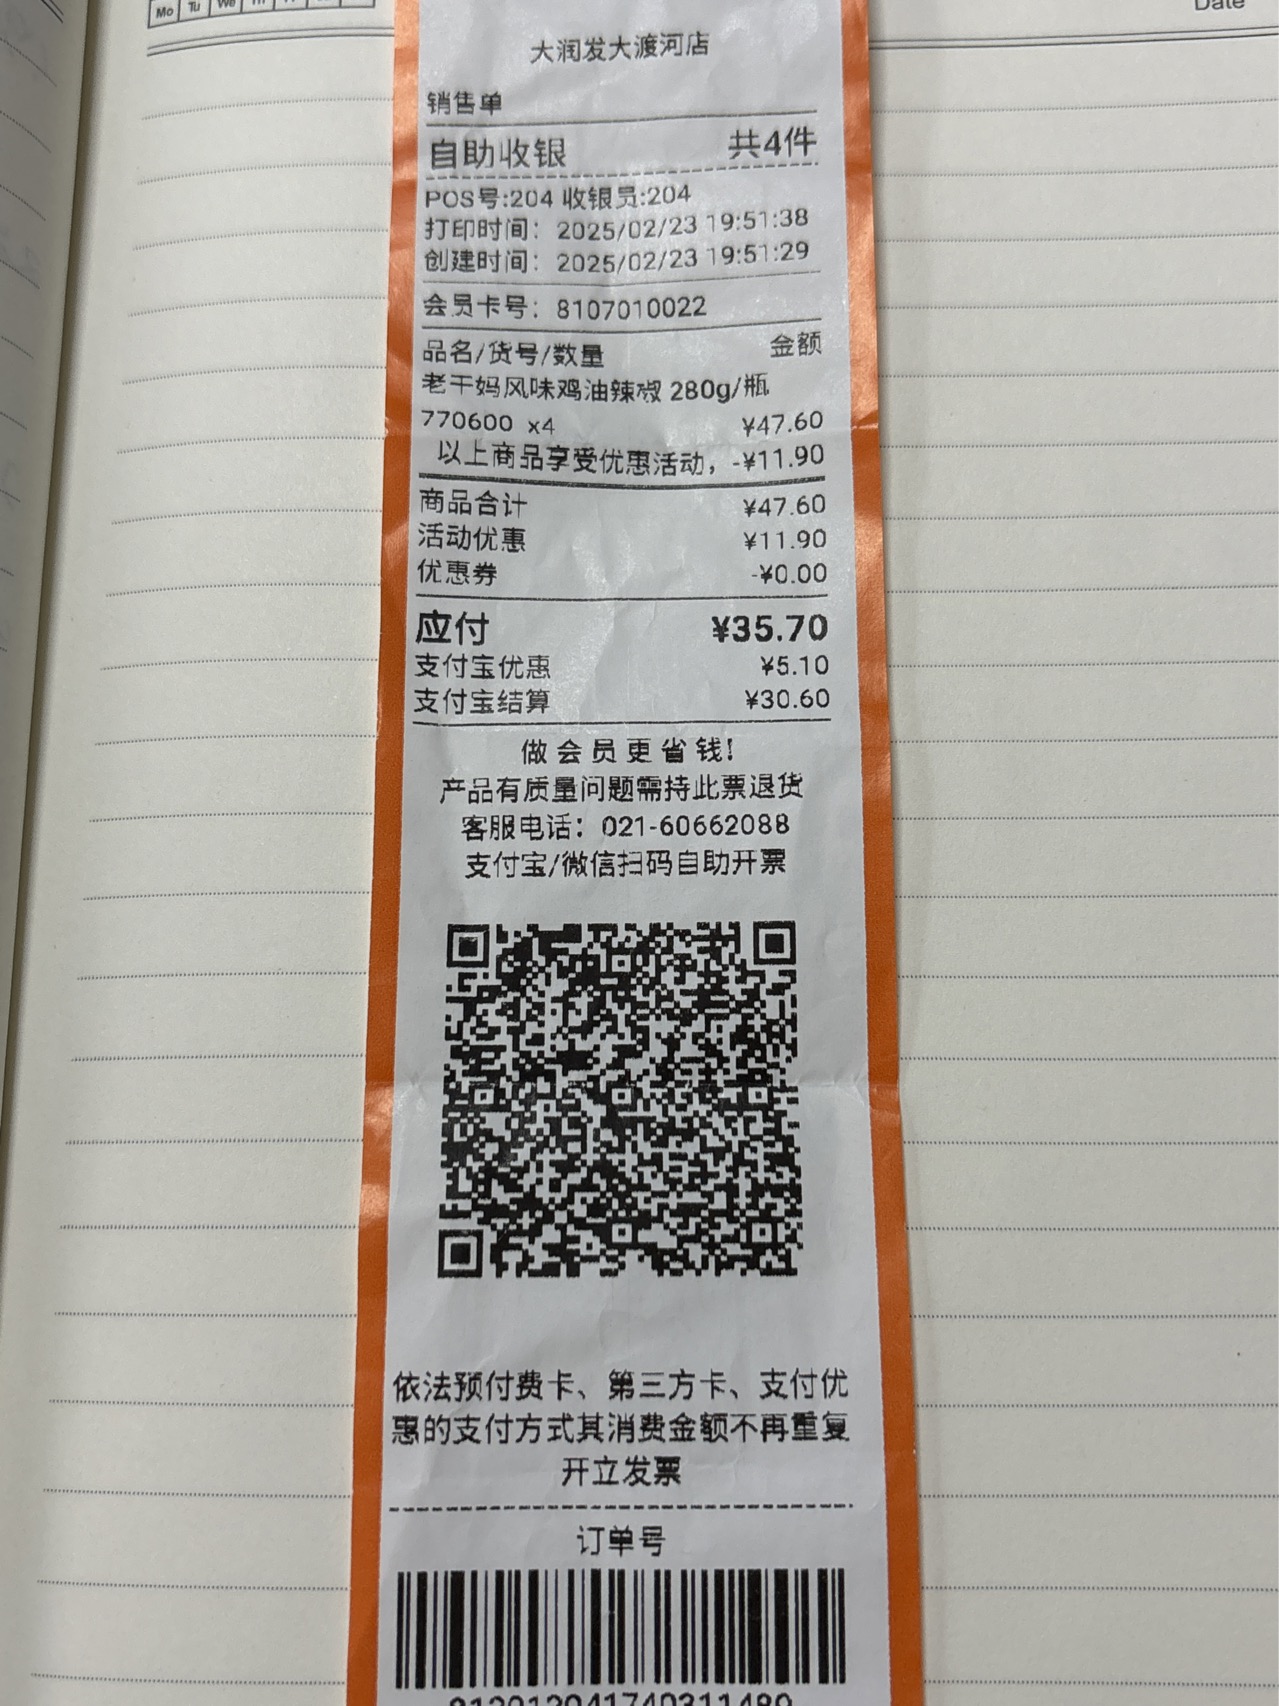 Mo Tu We
Date
大润发大渡河店
销售单
自助收银 共4件
POS号:204 收银员:204
打印时间: 2025/02/23 19:51:38
创建时间: 2025/02/23 19:51:29
会员卡号: 8107010022
品名/货号/数量 金额
老干妈风味鸡油辣椒 280g/瓶
770600 x4 ¥47.60
以上商品享受优惠活动, -¥11.90
商品合计 ¥47.60
活动优惠 ¥11.90
优惠券 -¥0.00
应付 ¥35.70
支付宝优惠 ¥5.10
支付宝结算 ¥30.60
做会员更省钱!
产品有质量问题需持此票退货
客服电话: 021-60662088
支付宝/微信扫码自助开票
依法预付费卡、第三方卡、支付优
惠的支付方式其消费金额不再重复
开立发票
订单号